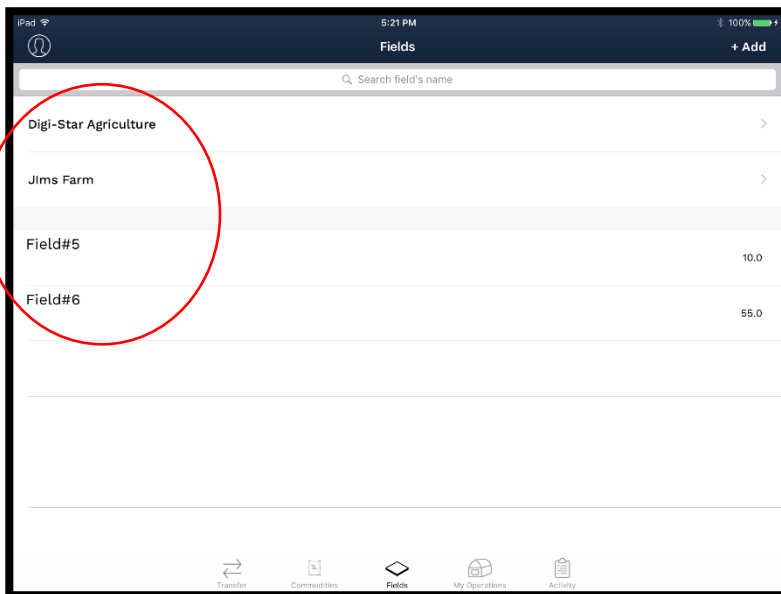 iPad 5:21 PM 100%
Fields + Add
Search field's name
Digi-Star Agriculture
JIms Farm
Field#5
10.0
Field#6
55.0
Transfer Commodities Fields My Operations Activity